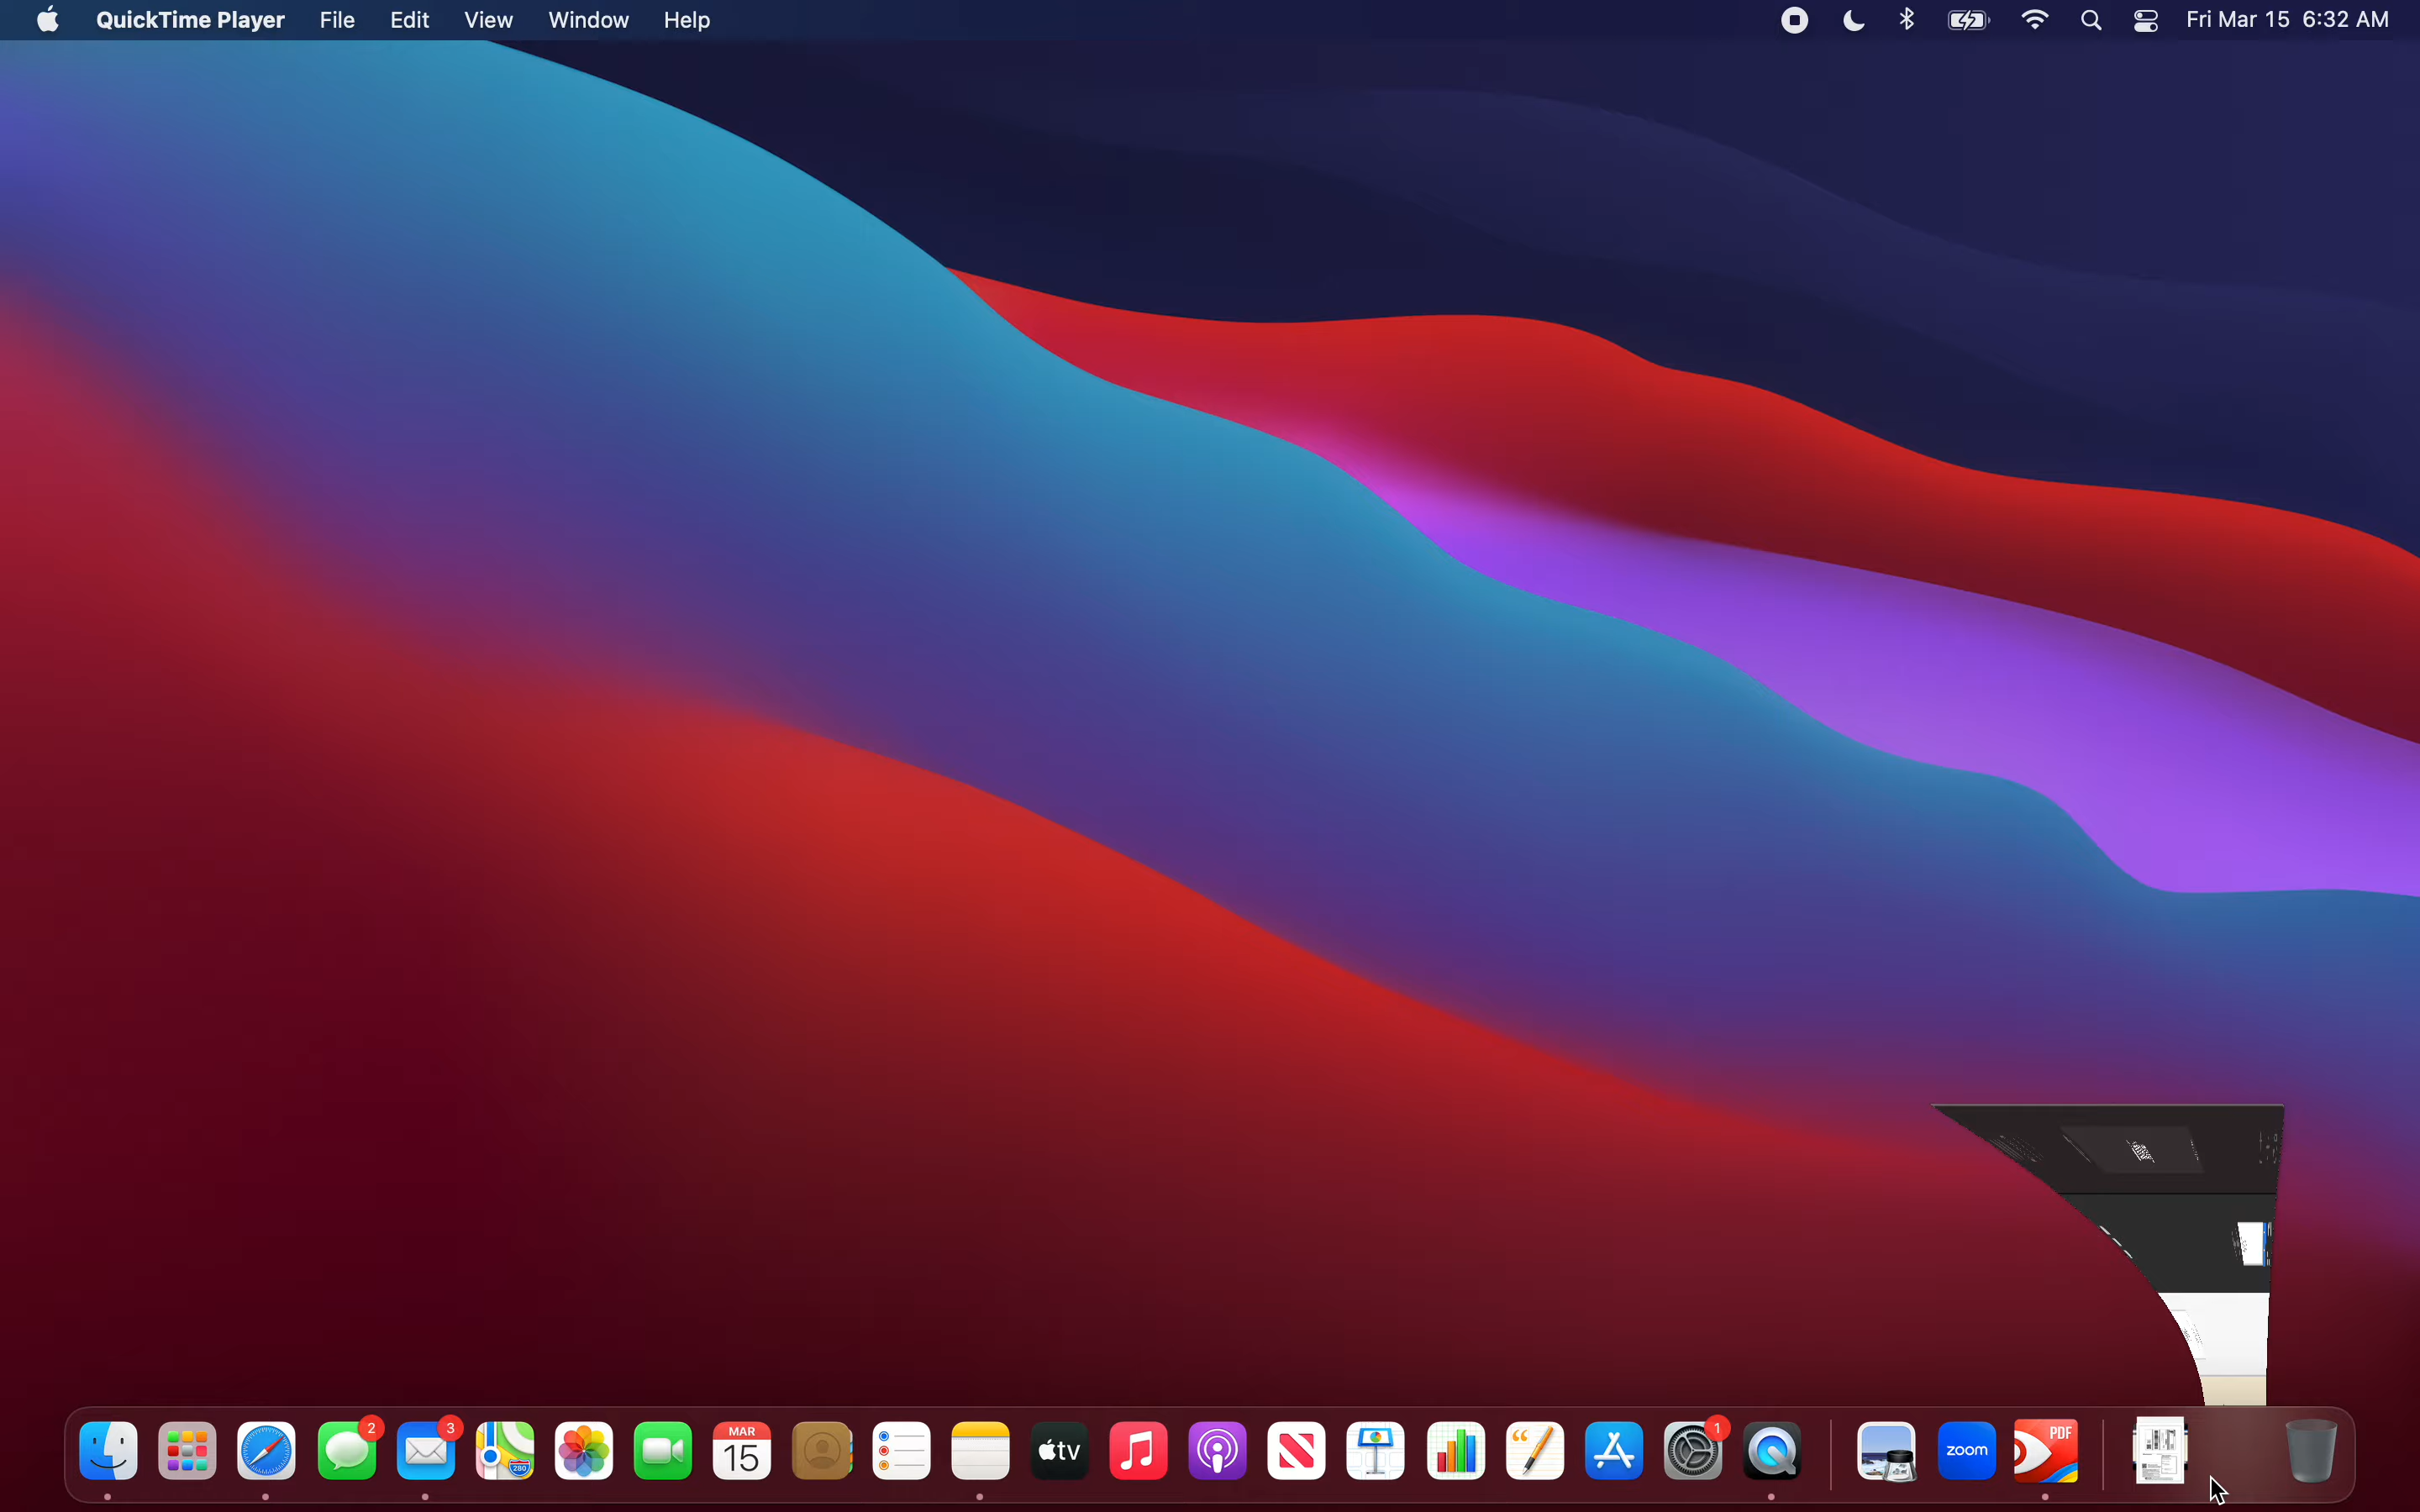 QuickTime Player File Edit View Window Help Fri Mar 15 6:32 AM
2 3 280 MAR 15 tv 1 zoom PDF